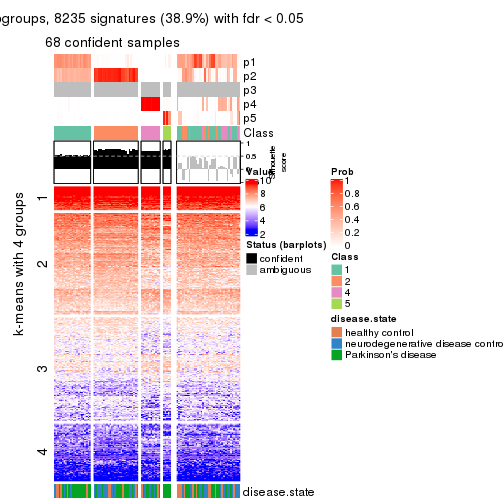 ogroups, 8235 signatures (38.9%) with fdr < 0.05
68 confident samples
p1
p2
p3
p4
p5
Class
1
0.5
0
Silhouette
score
k-means with 4 groups
1
2
3
4
Value
10
8
6
4
2
Status (barplots)
confident
ambiguous
Prob
1
0.8
0.6
0.4
0.2
0
Class
1
2
4
5
disease.state
healthy control
neurodegenerative disease contro
Parkinson's disease
disease.state